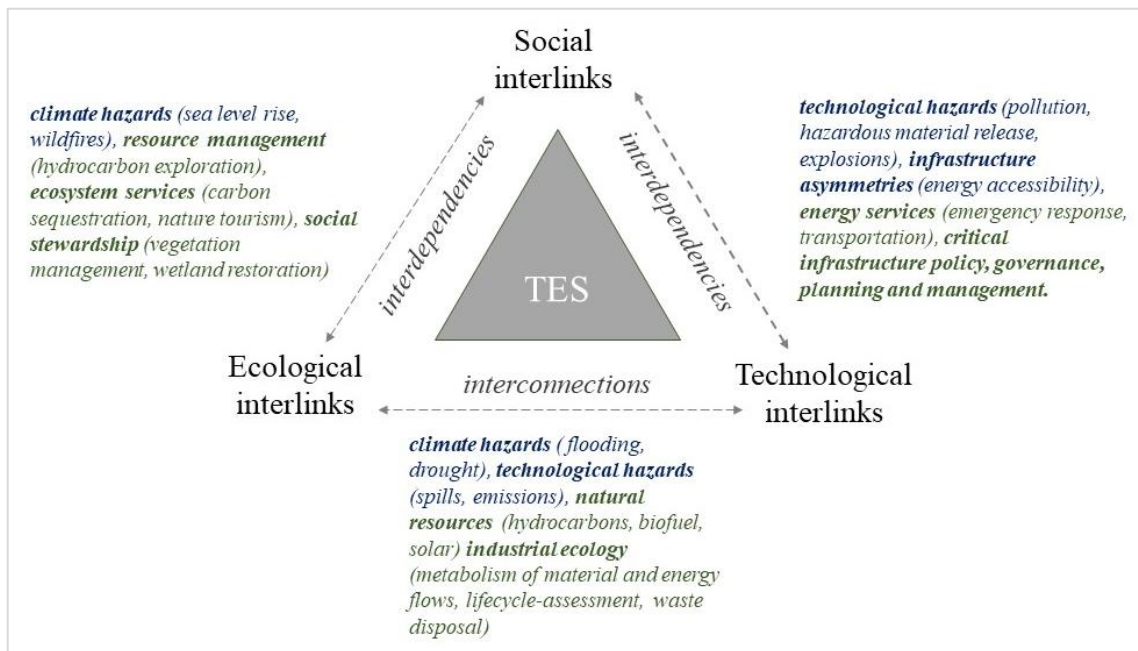 Social
interlinks
climate hazards (sea level rise,
wildfires), resource management
(hydrocarbon exploration),
ecosystem services (carbon
sequestration, nature tourism), social
stewardship (vegetation
management, wetland restoration)
interdependencies
interdependencies
technological hazards (pollution,
hazardous material release,
explosions), infrastructure
asymmetries (energy accessibility),
energy services (emergency response,
transportation), critical
infrastructure policy, governance,
planning and management.
TES
Ecological
interlinks
interconnections
Technological
interlinks
climate hazards ( flooding,
drought), technological hazards
(spills, emissions), natural
resources (hydrocarbons, biofuel,
solar) industrial ecology
(metabolism of material and energy
flows, lifecycle-assessment, waste
disposal)